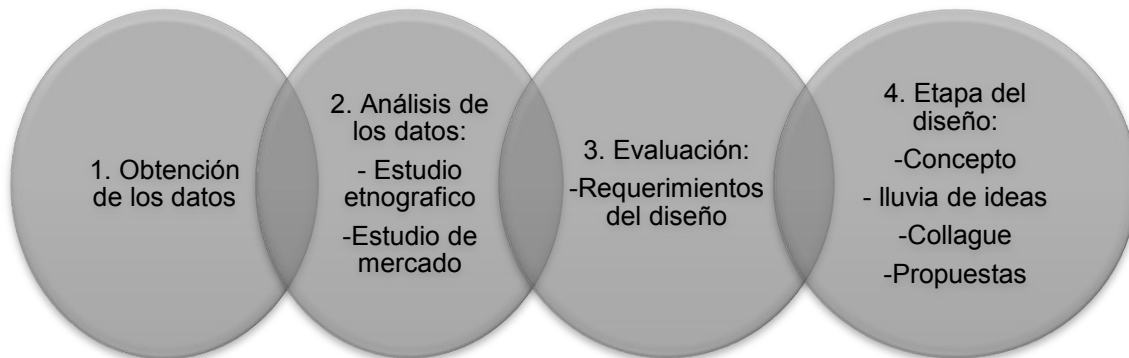 1. Obtención
de los datos
2. Análisis de
los datos:
- Estudio
etnografico
-Estudio de
mercado
3. Evaluación:
-Requerimientos
del diseño
4. Etapa del
diseño:
-Concepto
- lluvia de ideas
-Collague
-Propuestas